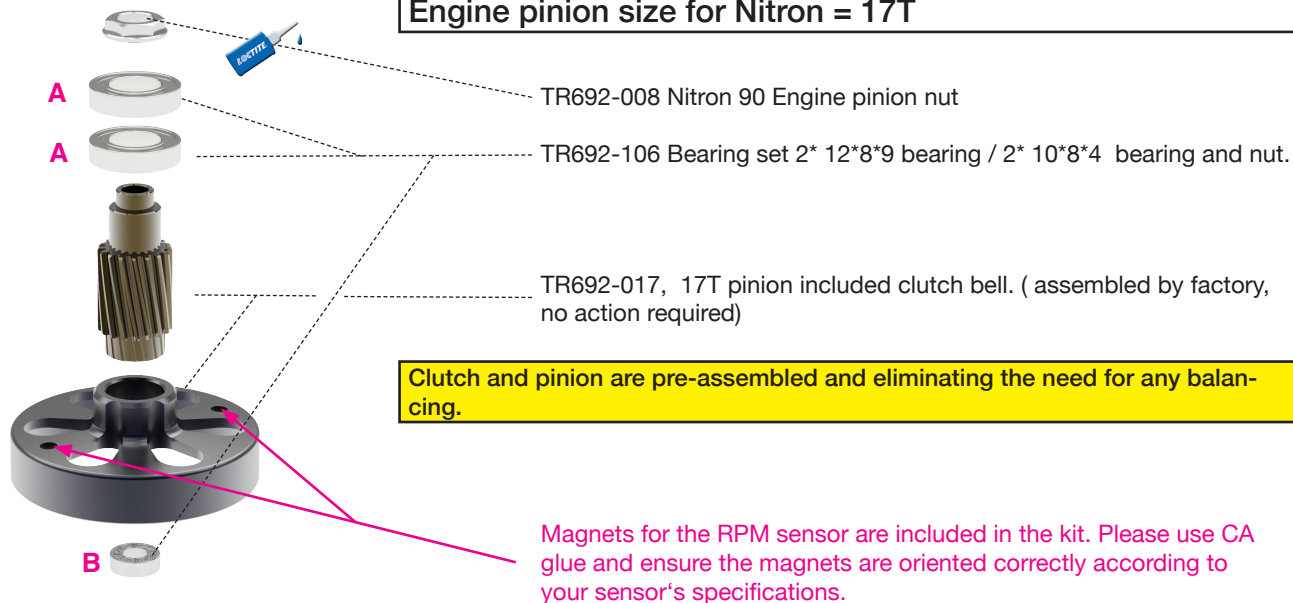 Engine pinion size for Nitron = 17T
LOCTITE
A
TR692-008 Nitron 90 Engine pinion nut
A
TR692-106 Bearing set 2* 12*8*9 bearing / 2* 10*8*4 bearing and nut.
TR692-017, 17T pinion included clutch bell. ( assembled by factory,
no action required)
Clutch and pinion are pre-assembled and eliminating the need for any balan-
cing.
Magnets for the RPM sensor are included in the kit. Please use CA
glue and ensure the magnets are oriented correctly according to
your sensor‘s specifications.
B